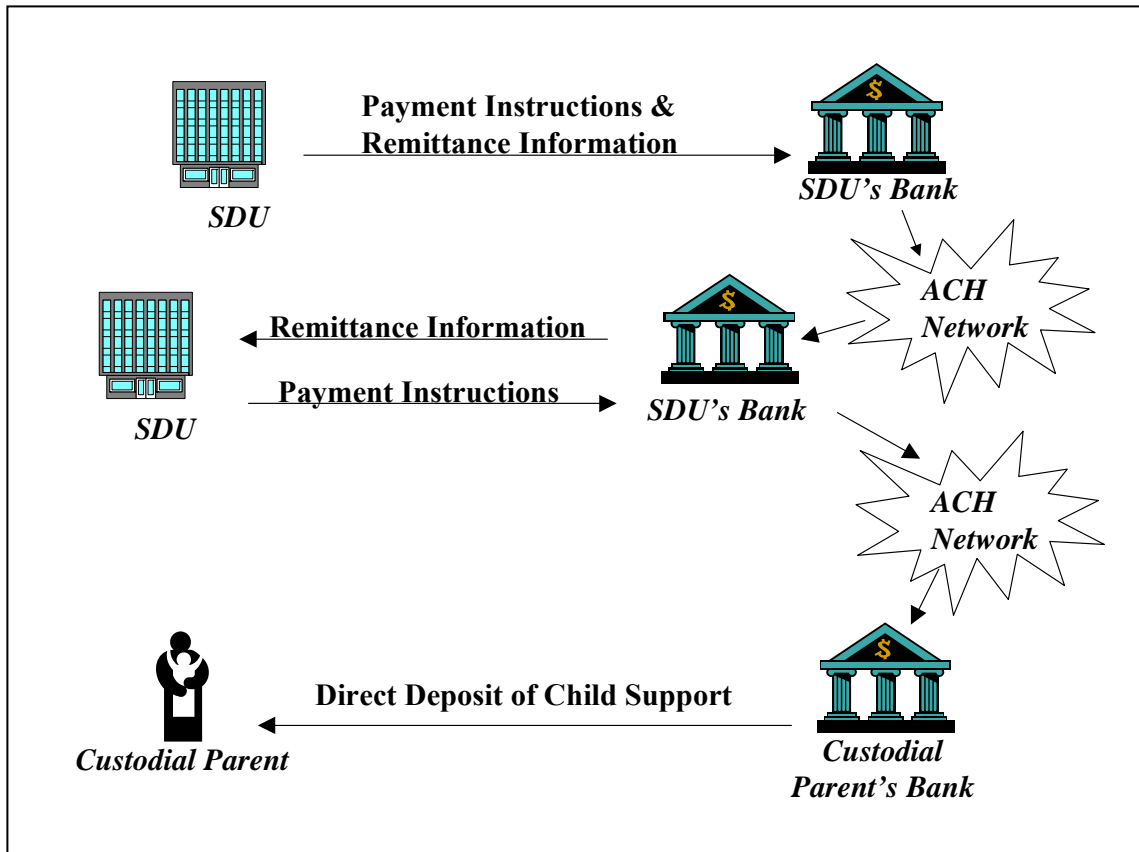 Payment Instructions &
Remittance Information
$
SDU
SDU's Bank
ACH
Network
$
Remittance Information
Payment Instructions
SDU
SDU's Bank
ACH
Network
$
Direct Deposit of Child Support
Custodial Parent
Custodial
Parent's Bank